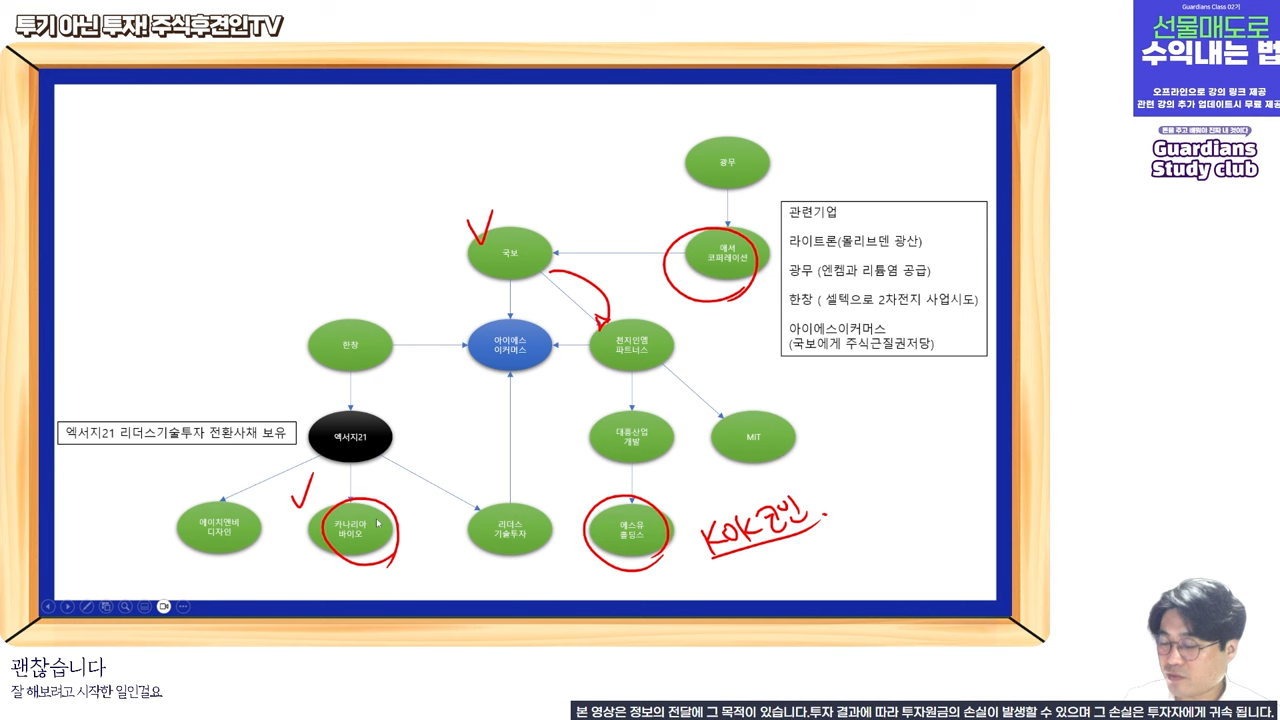 투기 아닌 투자! 주식후견인TV
Guardians Class 02기
선물매도로
수익내는 법
오프라인으로 강의 링크 제공
관련 강의 추가 업데이트시 무료 제공
돈을 주고 배워야 진짜 내 것이다
Guardians
Study club
광무
국보
에서
코퍼레이션
관련기업
라이트론(몰리브덴 광산)
광무 (엔켐과 리튬염 공급)
한창 ( 셀텍으로 2차전지 사업시도)
아이에스이커머스
(국보에게 주식근질권저당)
한창
아이에스
이커머스
천지인엠
파트너스
엑서지21 리더스기술투자 전환사채 보유
엑서지21
대흥산업
개발
MIT
에이치앤비
디자인
카나리아
바이오
리더스
기술투자
에스유
홀딩스
KOK코인.
괜찮습니다
잘 해보려고 시작한 일인걸요
본 영상은 정보의 전달에 그 목적이 있습니다.투자 결과에 따라 투자원금의 손실이 발생할 수 있으며 그 손실은 투자자에게 귀속 됩니다.